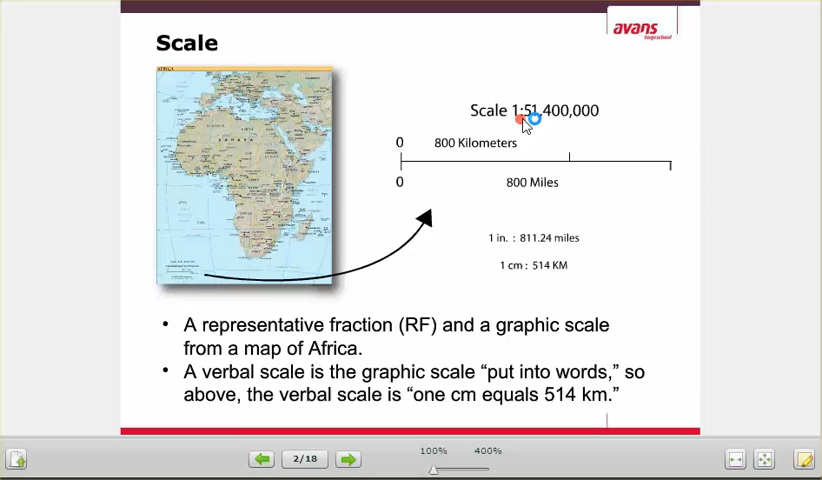 avans
hogeschool
Scale
AFRICA
Scale 1:51,400,000
0
800 Kilometers
0
800 Miles
1 in. : 811.24 miles
1 cm : 514 KM
• A representative fraction (RF) and a graphic scale
from a map of Africa.
• A verbal scale is the graphic scale “put into words,” so
above, the verbal scale is “one cm equals 514 km.”
2/18
100%
400%